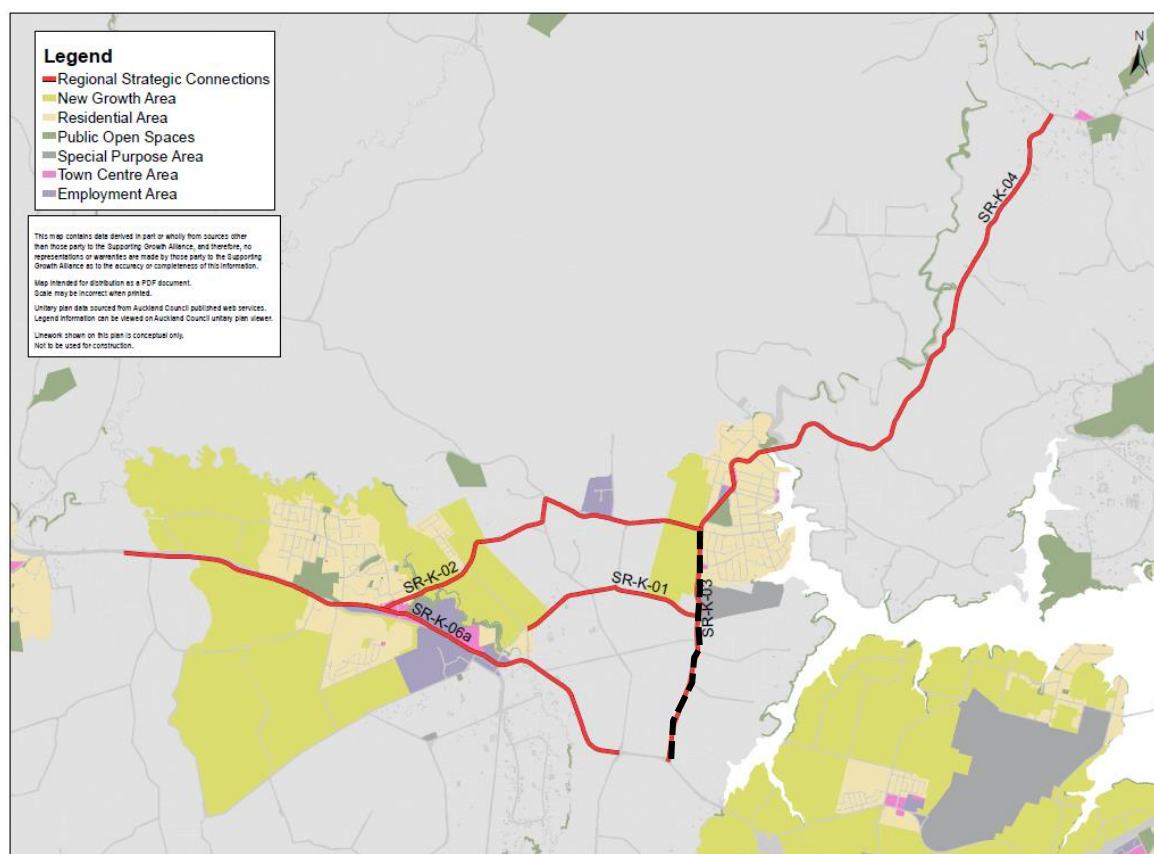 Legend
Regional Strategic Connections
New Growth Area
Residential Area
Public Open Spaces
Special Purpose Area
Town Centre Area
Employment Area
This map contains data derived in part or wholly from sources other
than those party to the Supporting Growth Alliance, and therefore, no
representations or warranties are made by those party to the Supporting
Growth Alliance as to the accuracy or completeness of this information.
Map intended for distribution as a PDF document.
Scale may be incorrect when printed.
Unitary plan data sourced from Auckland Council published web services.
Legend information can be viewed on Auckland Council unitary plan viewer.
Linework shown on this plan is conceptual only.
Not to be used for construction.
N
SR-K-04
SR-K-02
SR-K-01
SR-K-03
SR-K-06a